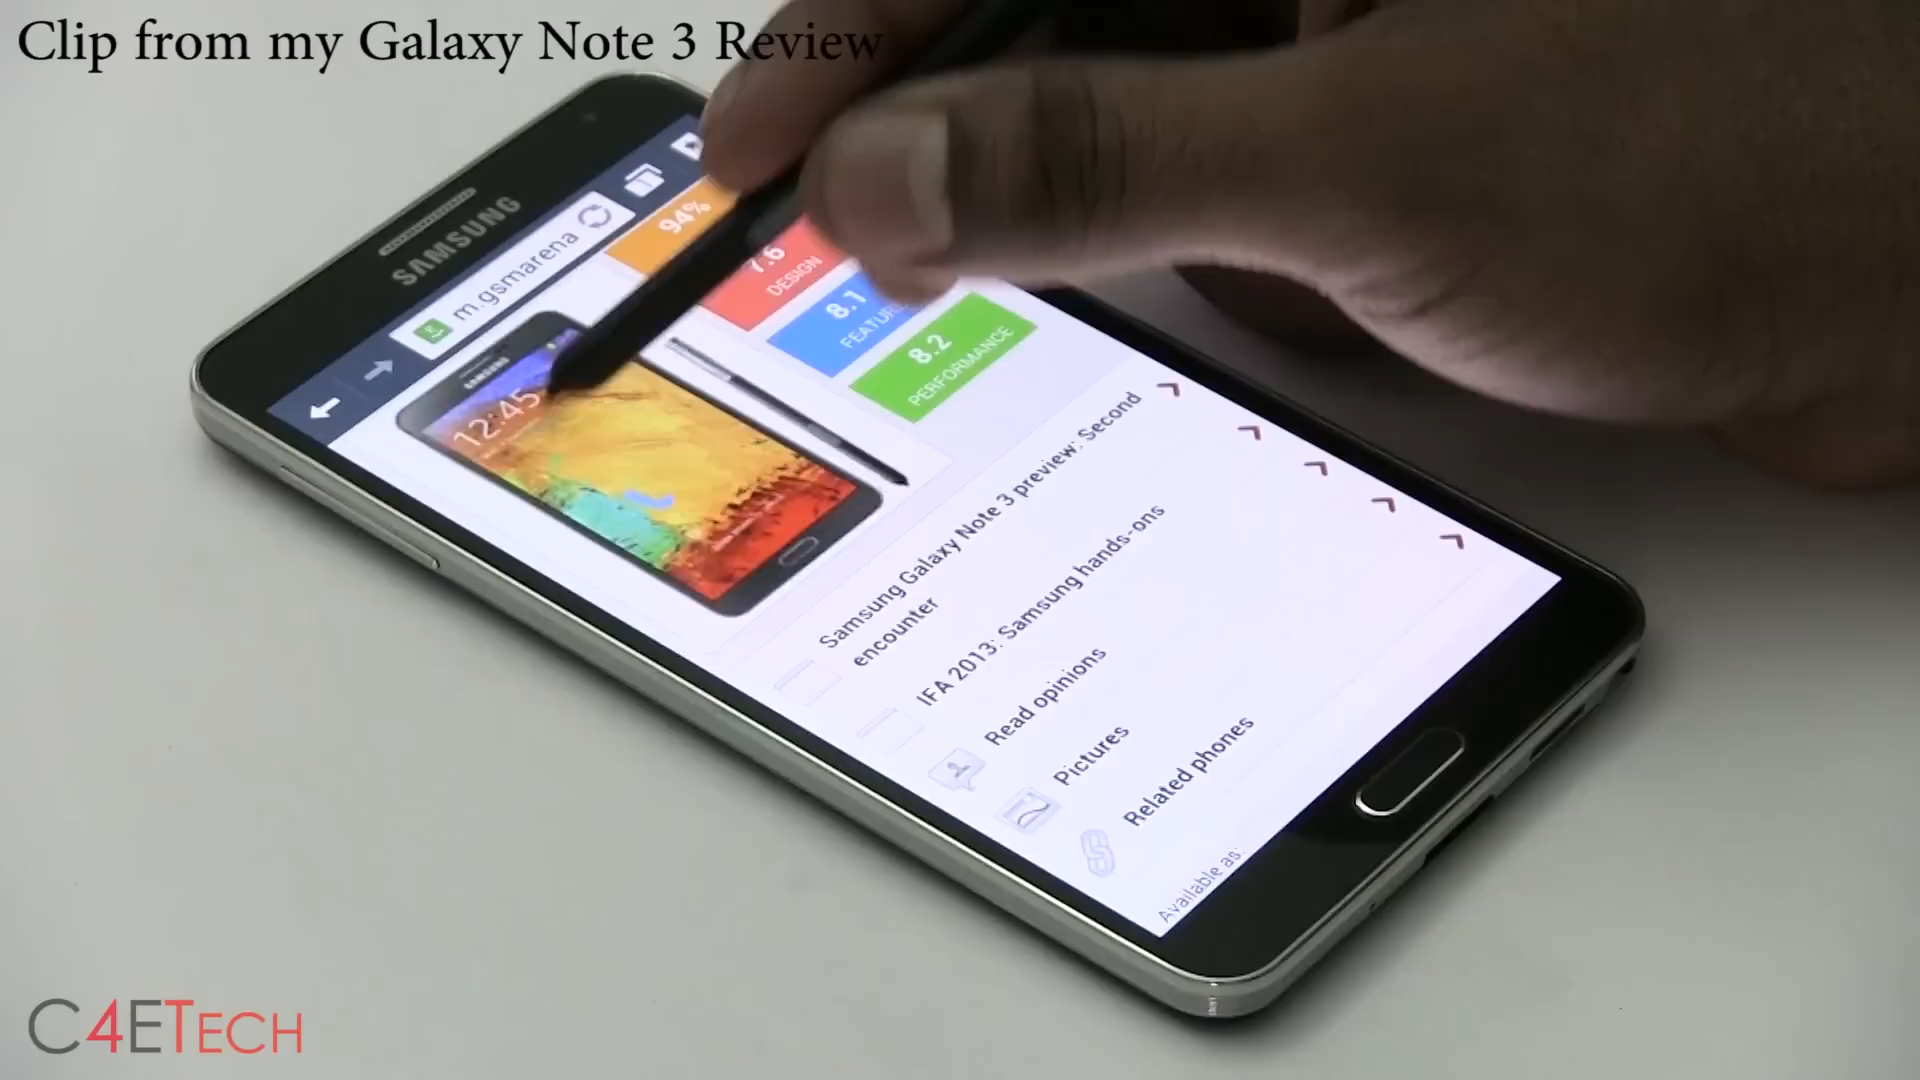 Clip from my Galaxy Note 3 Review
SAMSUNG
m.gsmarena
94%
7.6
DESIGN
8.1
8.2
PERFORMANCE
SAMSUNG
12:45
Samsung Galaxy Note 3 preview: Second
encounter
IFA 2013: Samsung hands-ons
Read opinions
Pictures
Related phones
Available as:
C4ETECH